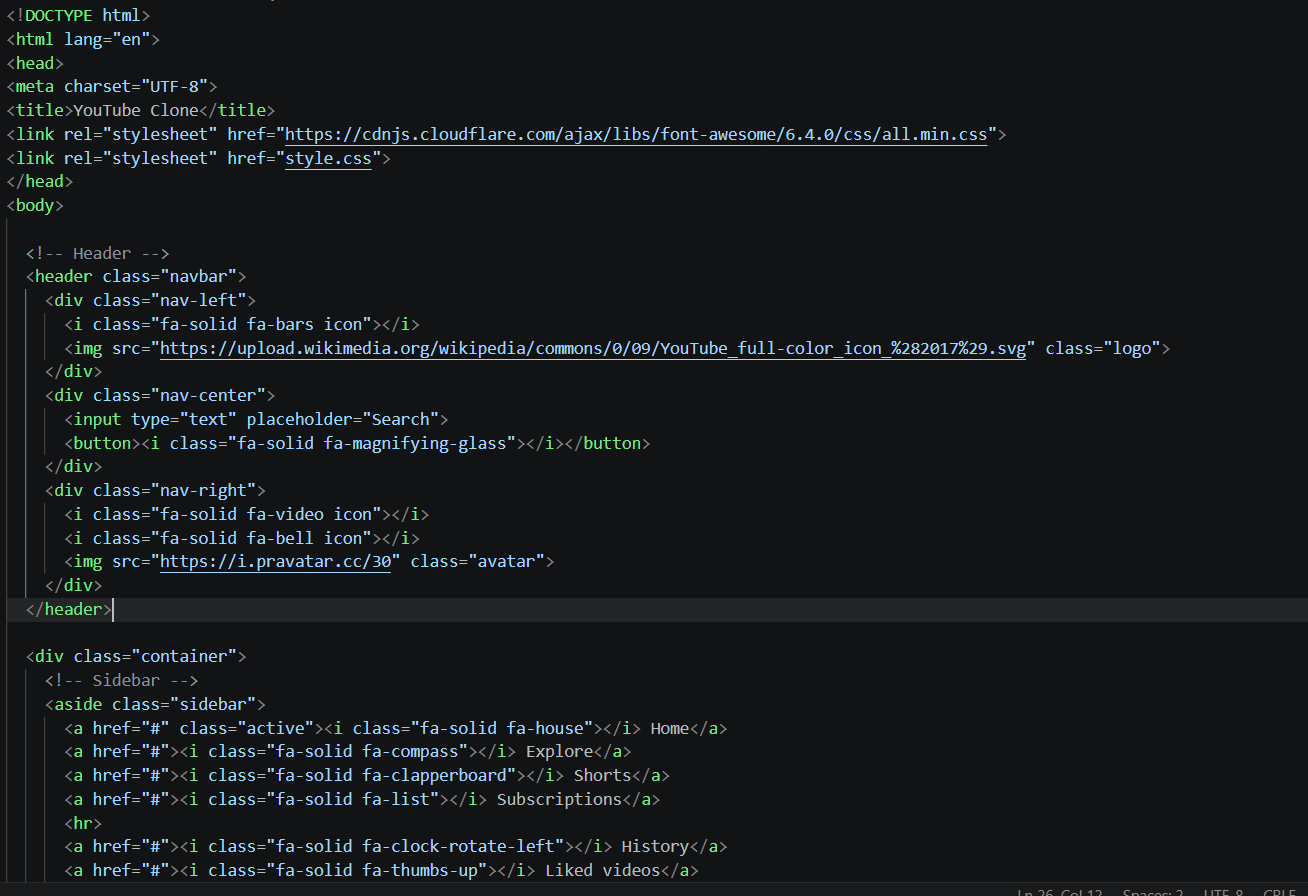 <!DOCTYPE html>
<html lang="en">
<head>
<meta charset="UTF-8">
<title>YouTube Clone</title>
<link rel="stylesheet" href="https://cdnjs.cloudflare.com/ajax/libs/font-awesome/6.4.0/css/all.min.css">
<link rel="stylesheet" href="style.css">
</head>
<body>

  <!-- Header -->
  <header class="navbar">
    <div class="nav-left">
      <i class="fa-solid fa-bars icon"></i>
      <img src="https://upload.wikimedia.org/wikipedia/commons/0/09/YouTube_full-color_icon_%282017%29.svg" class="logo">
    </div>
    <div class="nav-center">
      <input type="text" placeholder="Search">
      <button><i class="fa-solid fa-magnifying-glass"></i></button>
    </div>
    <div class="nav-right">
      <i class="fa-solid fa-video icon"></i>
      <i class="fa-solid fa-bell icon"></i>
      <img src="https://i.pravatar.cc/30" class="avatar">
    </div>
  </header>

  <div class="container">
    <!-- Sidebar -->
    <aside class="sidebar">
      <a href="#" class="active"><i class="fa-solid fa-house"></i> Home</a>
      <a href="#"><i class="fa-solid fa-compass"></i> Explore</a>
      <a href="#"><i class="fa-solid fa-clapperboard"></i> Shorts</a>
      <a href="#"><i class="fa-solid fa-list"></i> Subscriptions</a>
      <hr>
      <a href="#"><i class="fa-solid fa-clock-rotate-left"></i> History</a>
      <a href="#"><i class="fa-solid fa-thumbs-up"></i> Liked videos</a>
Ln 26, Col 12 Spaces: 2 UTF-8 CRLF